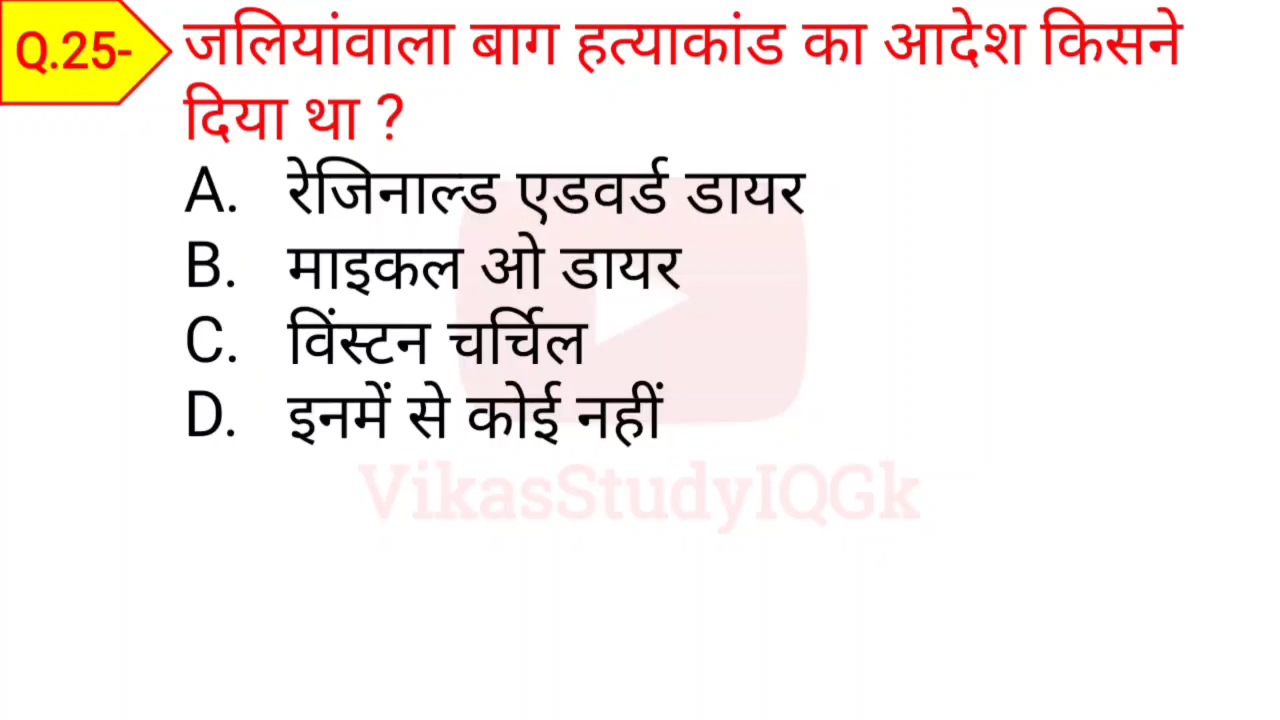 Q.25- जलियांवाला बाग हत्याकांड का आदेश किसने
दिया था ?
A. रेजिनाल्ड एडवर्ड डायर
B. माइकल ओ डायर
C. विंस्टन चर्चिल
D. इनमें से कोई नहीं
VikasStudyIQGk